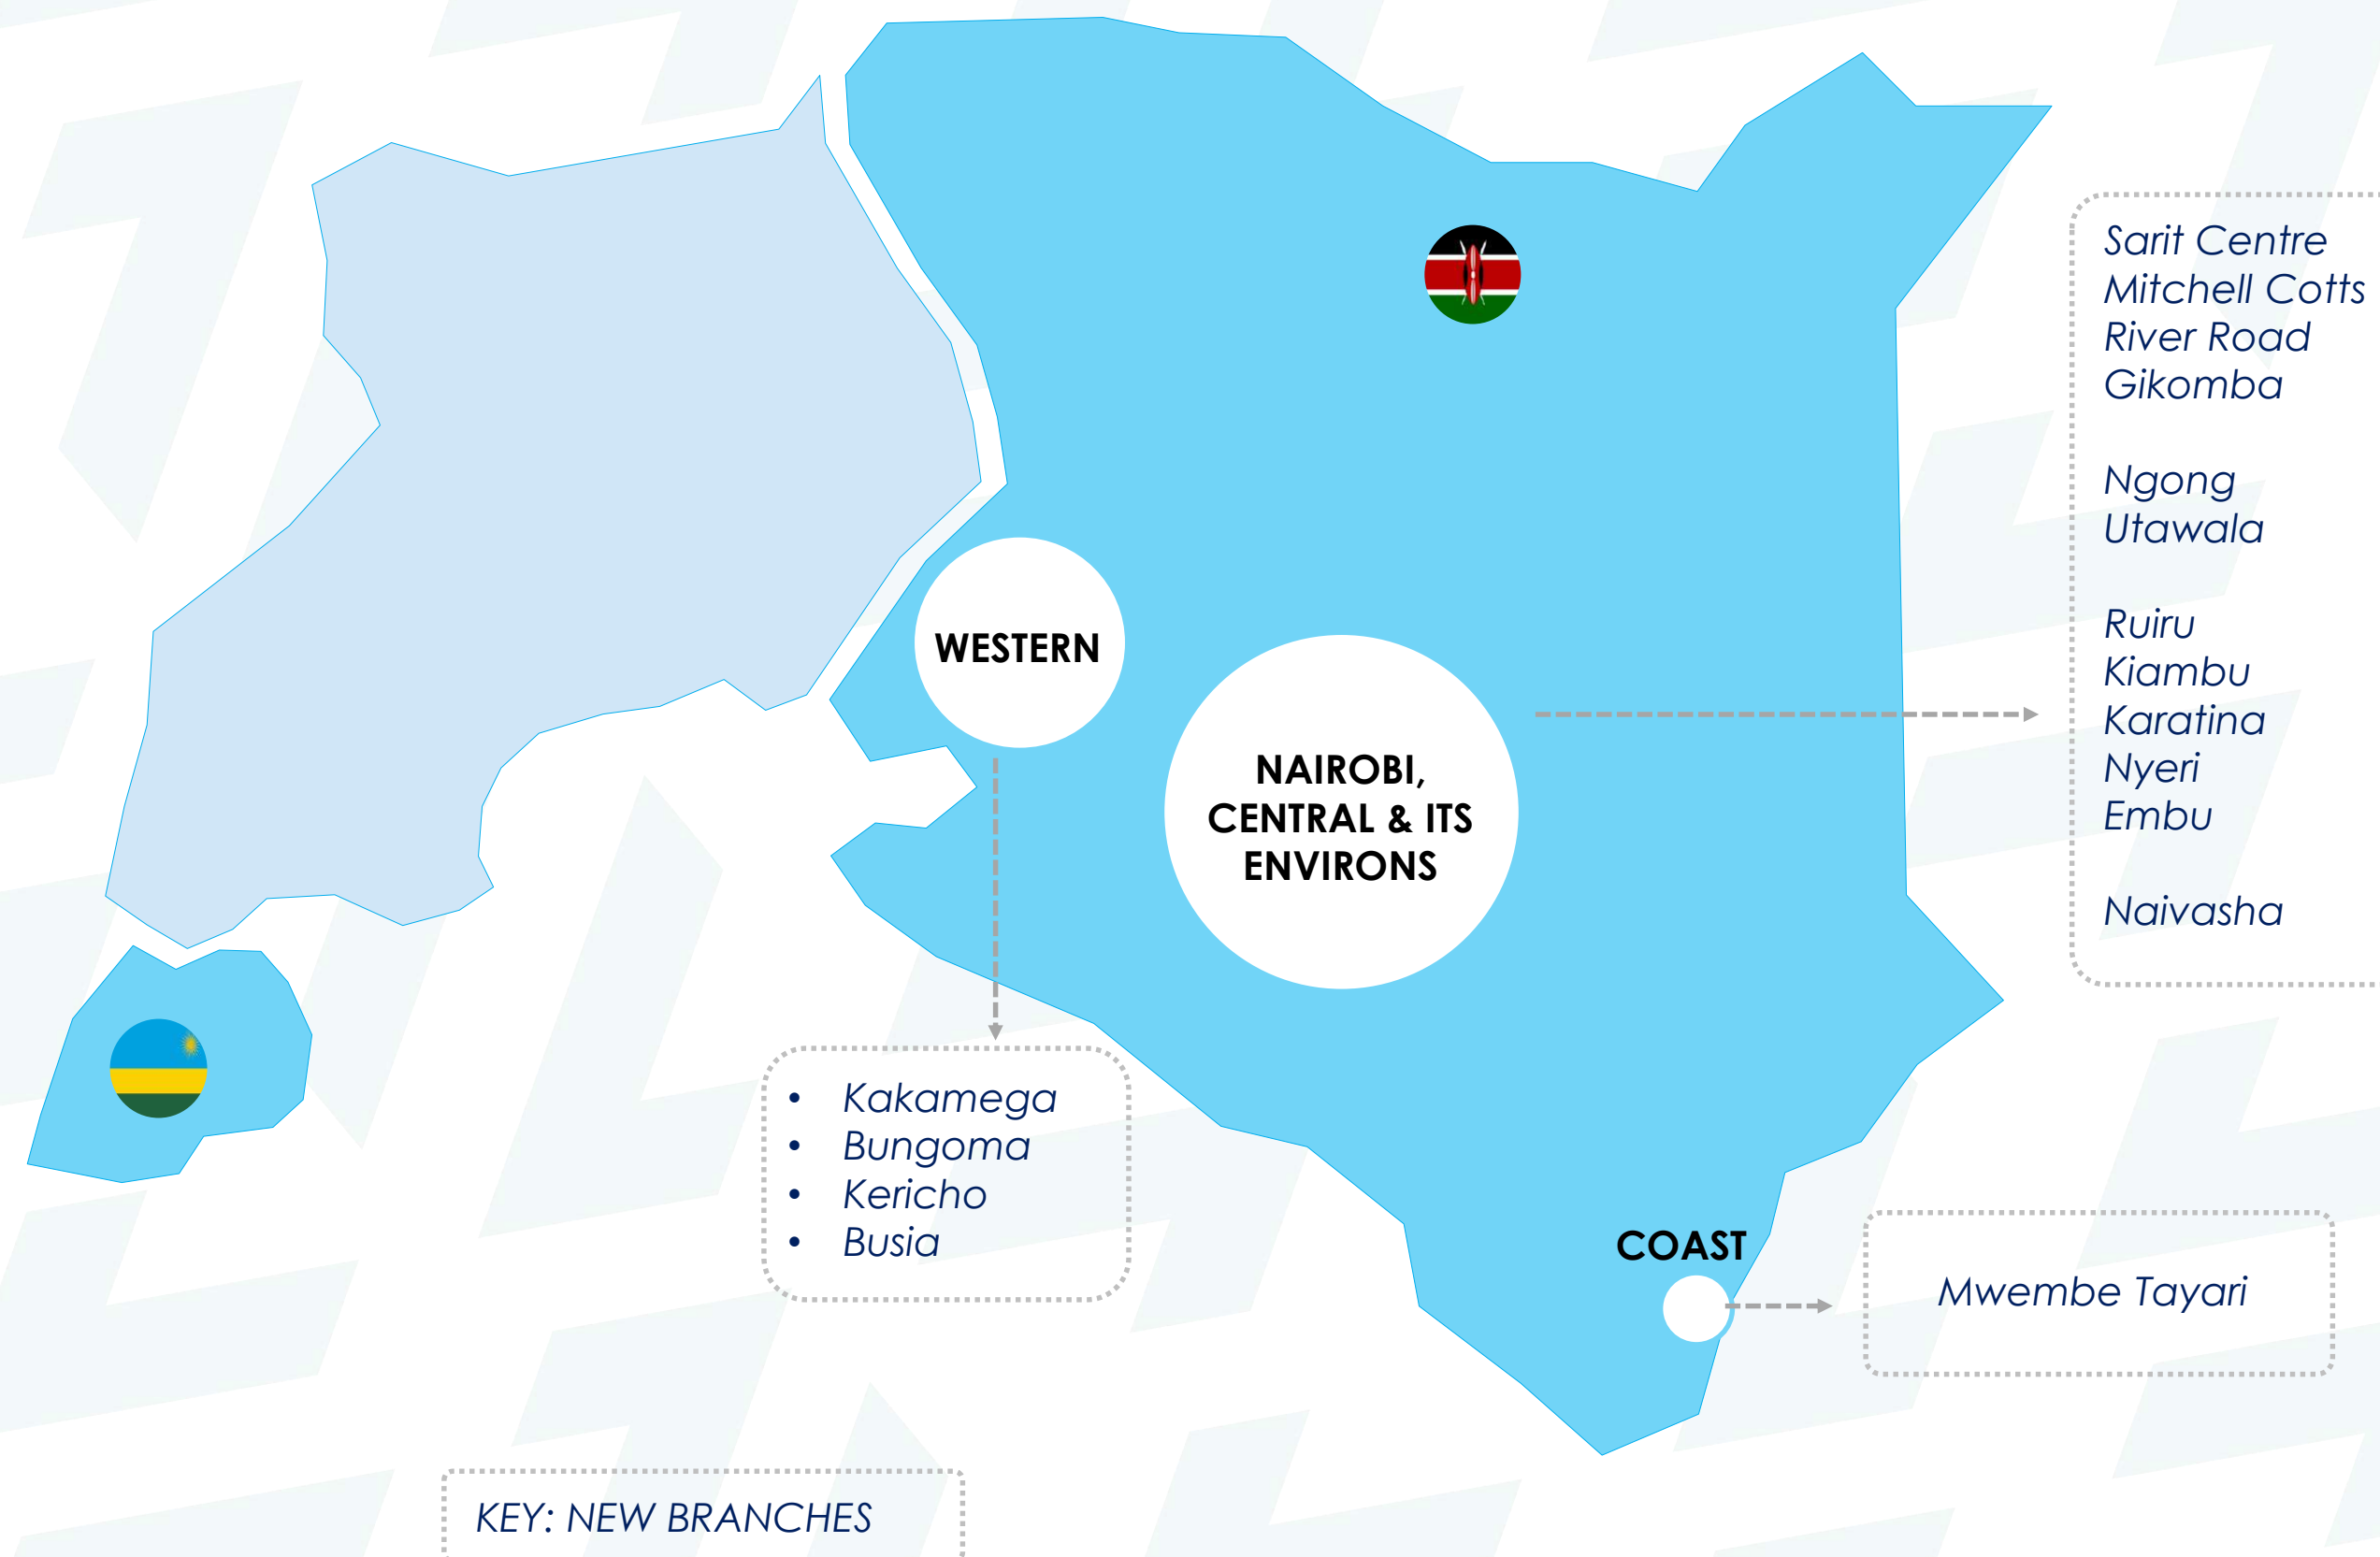 WESTERN
NAIROBI,
CENTRAL & ITS
ENVIRONS
COAST
Sarit Centre
Mitchell Cotts
River Road
Gikomba
Ngong
Utawala
Ruiru
Kiambu
Karatina
Nyeri
Embu
Naivasha
• Kakamega
• Bungoma
• Kericho
• Busia
Mwembe Tayari
KEY: NEW BRANCHES